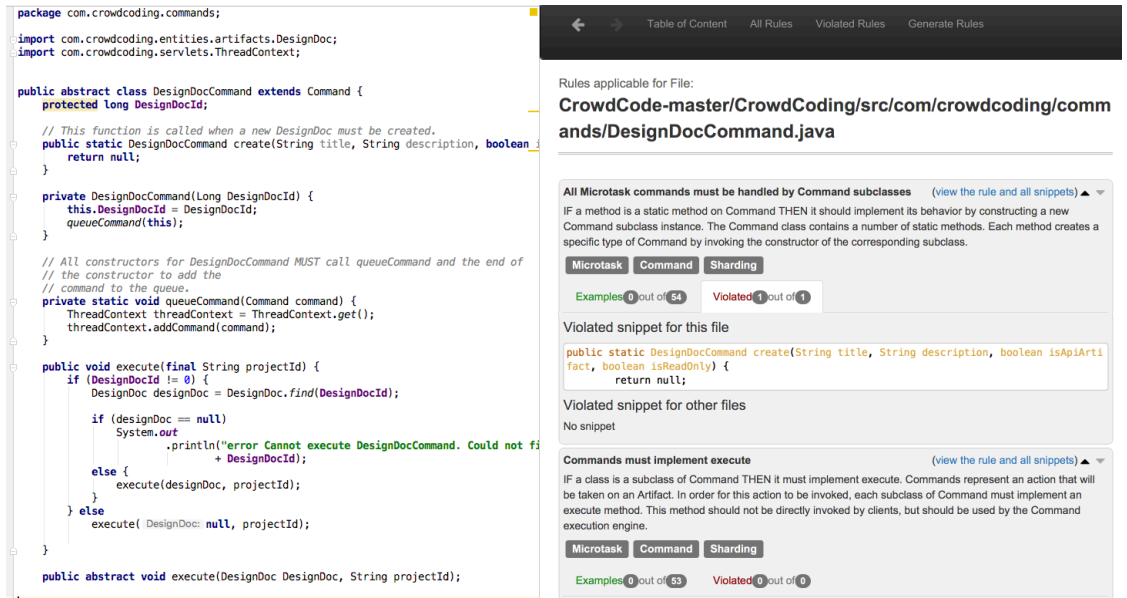 package com.crowdcoding.commands;
import com.crowdcoding.entities.artifacts.DesignDoc;
import com.crowdcoding.servlets.ThreadContext;
public abstract class DesignDocCommand extends Command {
protected long DesignDocId;
// This function is called when a new DesignDoc must be created.
public static DesignDocCommand create(String title, String description, boolean i
return null;
}
private DesignDocCommand(Long DesignDocId) {
this.DesignDocId = DesignDocId;
queueCommand(this);
}
// All constructors for DesignDocCommand MUST call queueCommand and the end of
// the constructor to add the
// command to the queue.
private static void queueCommand(Command command) {
ThreadContext threadContext = ThreadContext.get();
threadContext.addCommand(command);
}
public void execute(final String projectId) {
if (DesignDocId != 0) {
DesignDoc designDoc = DesignDoc.find(DesignDocId);
if (designDoc == null)
System.out
.println("error Cannot execute DesignDocCommand. Could not fi
+ DesignDocId);
else {
execute(designDoc, projectId);
}
} else
execute( DesignDoc: null, projectId);
}
public abstract void execute(DesignDoc DesignDoc, String projectId);
Table of Content All Rules Violated Rules Generate Rules
Rules applicable for File:
CrowdCode-master/CrowdCoding/src/com/crowdcoding/comm
ands/DesignDocCommand.java
All Microtask commands must be handled by Command subclasses (view the rule and all snippets)
IF a method is a static method on Command THEN it should implement its behavior by constructing a new
Command subclass instance. The Command class contains a number of static methods. Each method creates a
specific type of Command by invoking the constructor of the corresponding subclass.
Microtask Command Sharding
Examples 0 out of 54 Violated 1 out of 1
Violated snippet for this file
public static DesignDocCommand create(String title, String description, boolean isApiArti
fact, boolean isReadOnly) {
return null;
Violated snippet for other files
No snippet
Commands must implement execute (view the rule and all snippets)
IF a class is a subclass of Command THEN it must implement execute. Commands represent an action that will
be taken on an Artifact. In order for this action to be invoked, each subclass of Command must implement an
execute method. This method should not be directly invoked by clients, but should be used by the Command
execution engine.
Microtask Command Sharding
Examples 0 out of 53 Violated 0 out of 0